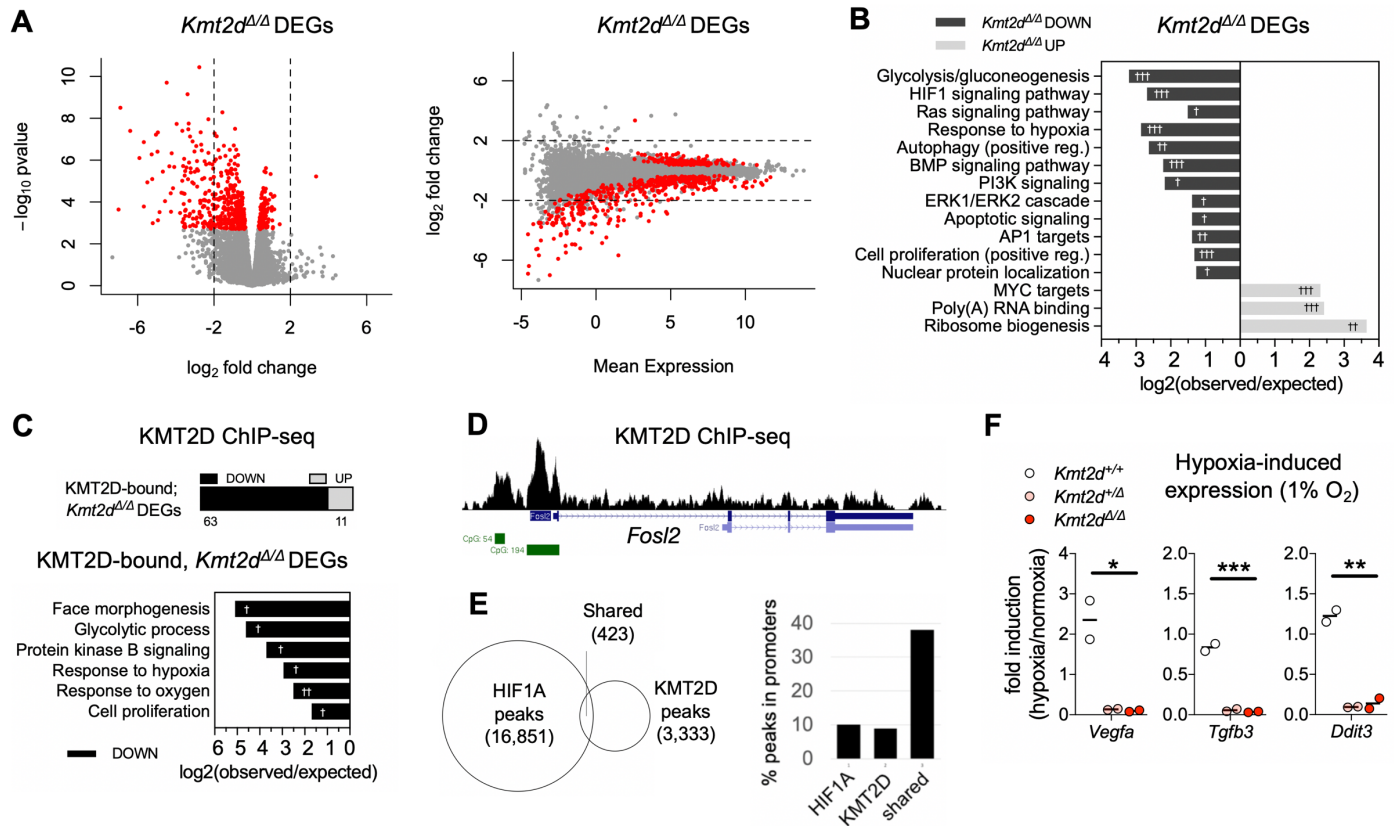 A
Kmt2dΔ/Δ DEGs
−log10 pvalue
10
8
6
4
2
0
-6
-2
2
6
log2 fold change
Kmt2dΔ/Δ DEGs
log2 fold change
6
2
-2
-6
-5
0
5
10
Mean Expression
B
Kmt2dΔ/Δ DOWN
Kmt2dΔ/Δ UP
Kmt2dΔ/Δ DEGs
Glycolysis/gluconeogenesis †††
HIF1 signaling pathway †††
Ras signaling pathway †
Response to hypoxia †††
Autophagy (positive reg.) ††
BMP signaling pathway †††
PI3K signaling †
ERK1/ERK2 cascade †
Apoptotic signaling †
AP1 targets ††
Cell proliferation (positive reg.) †††
Nuclear protein localization †
MYC targets †††
Poly(A) RNA binding †††
Ribosome biogenesis ††
4 3 2 1 0 1 2 3 4
log2(observed/expected)
C
KMT2D ChIP-seq
DOWN UP
KMT2D-bound;
Kmt2dΔ/Δ DEGs
63 11
KMT2D-bound, Kmt2dΔ/Δ DEGs
Face morphogenesis †
Glycolytic process †
Protein kinase B signaling †
Response to hypoxia †
Response to oxygen ††
Cell proliferation †
DOWN
6 5 4 3 2 1 0
log2(observed/expected)
D
KMT2D ChIP-seq
Fosl2
Fosl2
Fosl2
CpG: 54
CpG: 194
E
Shared
(423)
HIF1A
peaks
(16,851)
KMT2D
peaks
(3,333)
% peaks in promoters
40
30
20
10
0
HIF1A
KMT2D
shared
F
Kmt2d+/+
Kmt2d+/Δ
Kmt2dΔ/Δ
Hypoxia-induced
expression (1% O2)
fold induction
(hypoxia/normoxia)
4
3
2
1
0
*
Vegfa
2.0
1.5
1.0
0.5
0.0
***
Tgfb3
2.0
1.5
1.0
0.5
0.0
**
Ddit3